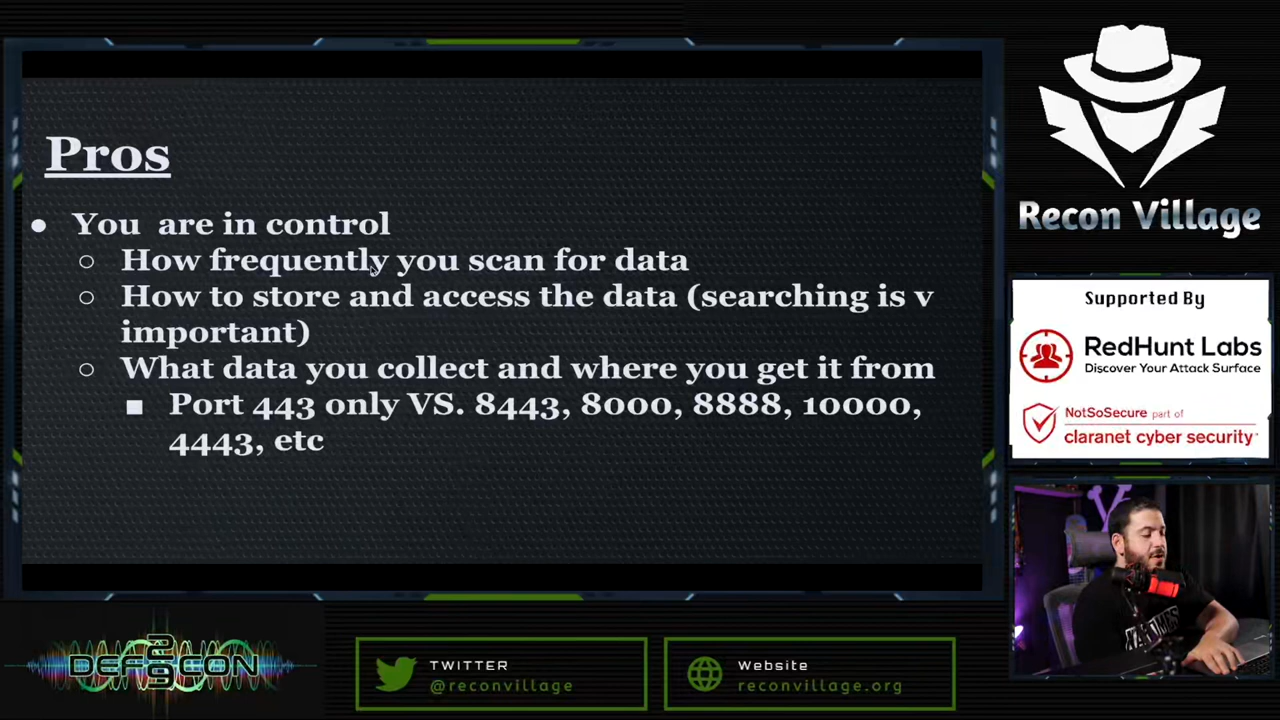 Pros
You are in control
How frequently you scan for data
How to store and access the data (searching is v
important)
What data you collect and where you get it from
Port 443 only VS. 8443, 8000, 8888, 10000,
4443, etc
Recon Village
Supported By
RedHunt Labs
Discover Your Attack Surface
NotSoSecure part of
claranet cyber security
DEF CON
29
TWITTER
@reconvillage
Website
reconvillage.org